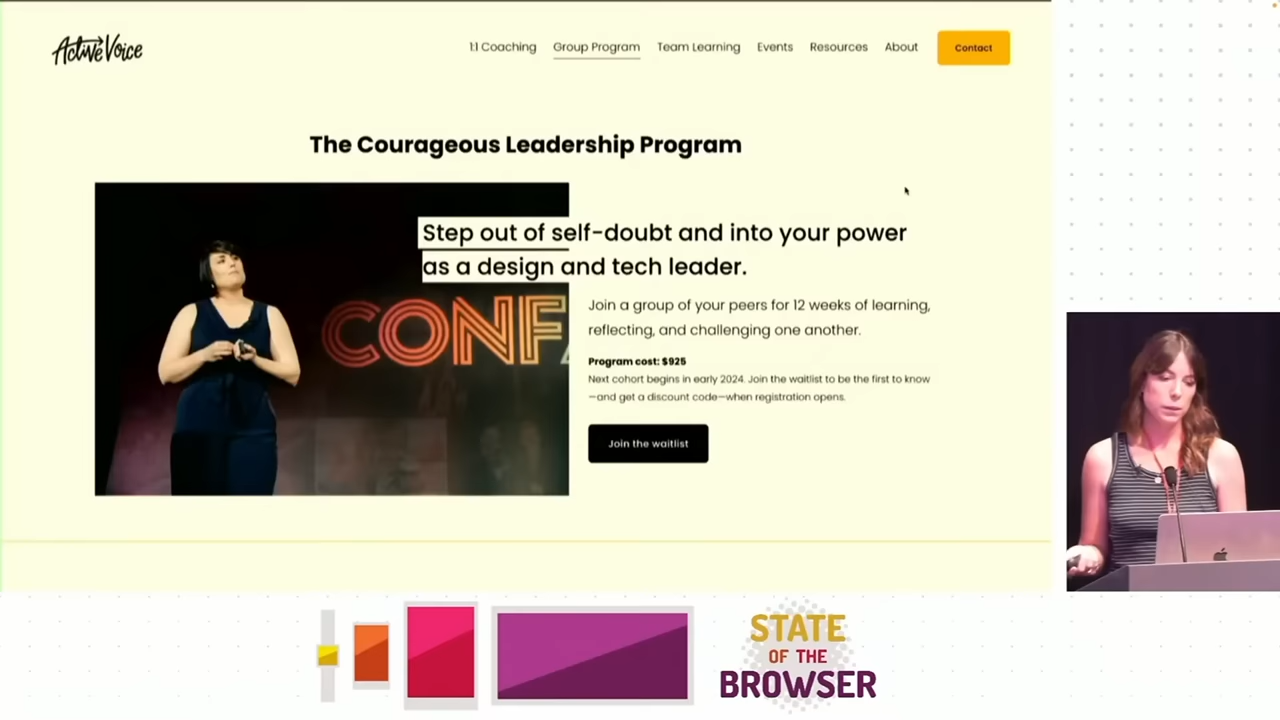 Active Voice
1:1 Coaching Group Program Team Learning Events Resources About Contact
The Courageous Leadership Program
Step out of self-doubt and into your power
as a design and tech leader.
CONF
Join a group of your peers for 12 weeks of learning,
reflecting, and challenging one another.
Program cost: $925
Next cohort begins in early 2024. Join the waitlist to be the first to know
—and get a discount code—when registration opens.
Join the waitlist
STATE
OF THE
BROWSER